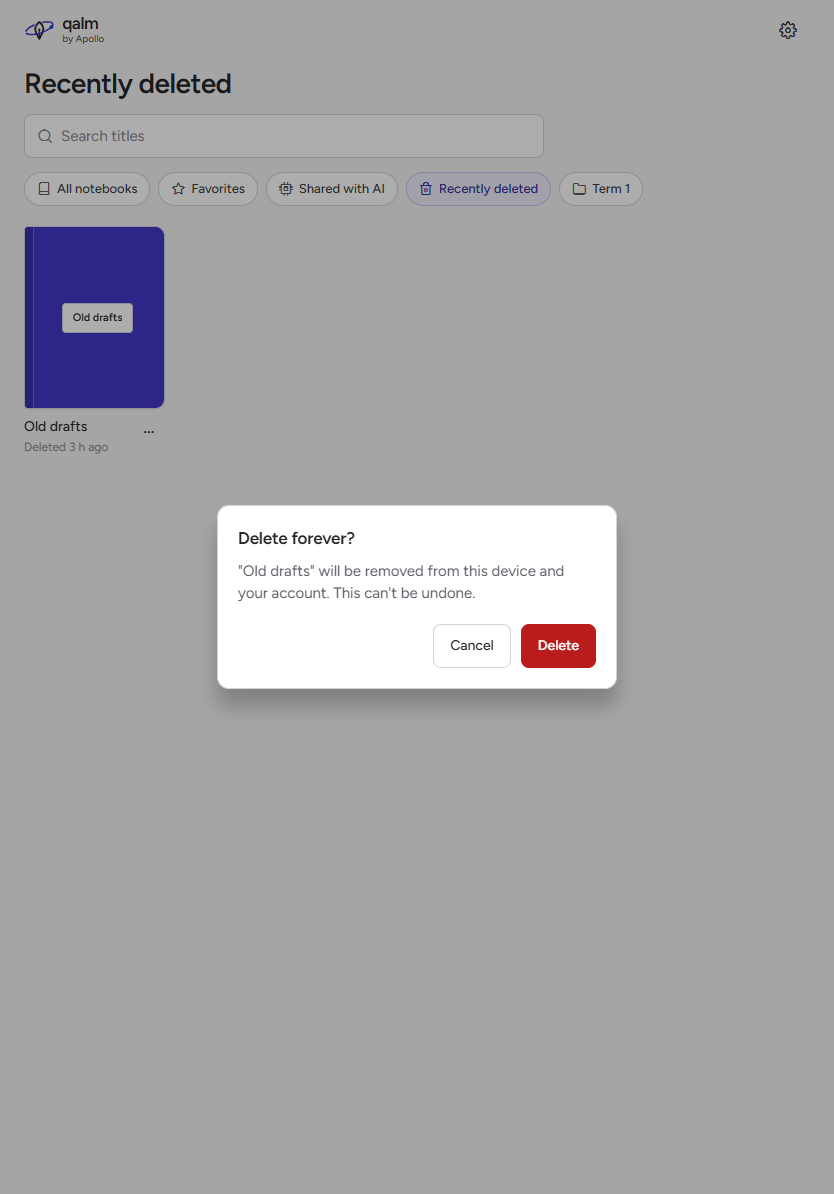 qalm
by Apollo
Recently deleted
Search titles
All notebooks
Favorites
Shared with AI
Recently deleted
Term 1
Old drafts
Old drafts
...
Deleted 3 h ago
Delete forever?
"Old drafts" will be removed from this device and
your account. This can't be undone.
Cancel
Delete